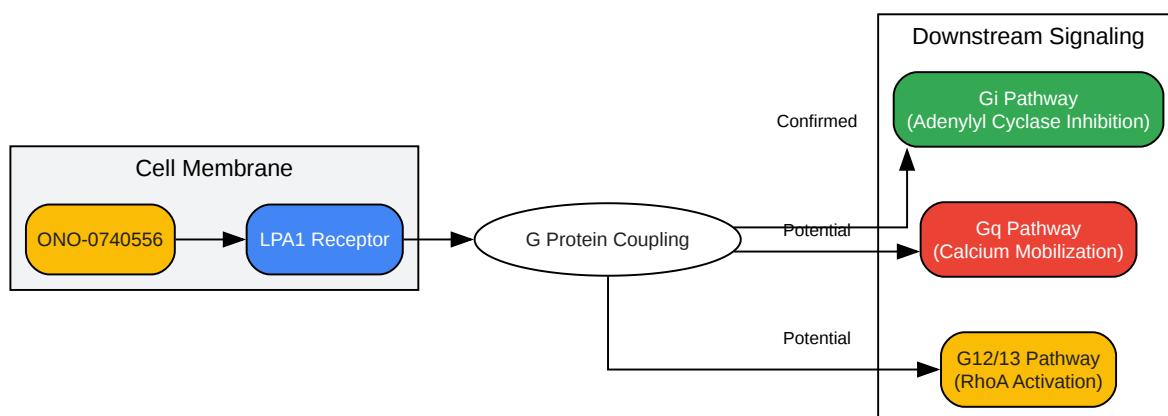 Downstream Signaling
Gi Pathway
(Adenylyl Cyclase Inhibition)
Confirmed
Cell Membrane
ONO-0740556
LPA1 Receptor
G Protein Coupling
Potential
Gq Pathway
(Calcium Mobilization)
Potential
G12/13 Pathway
(RhoA Activation)